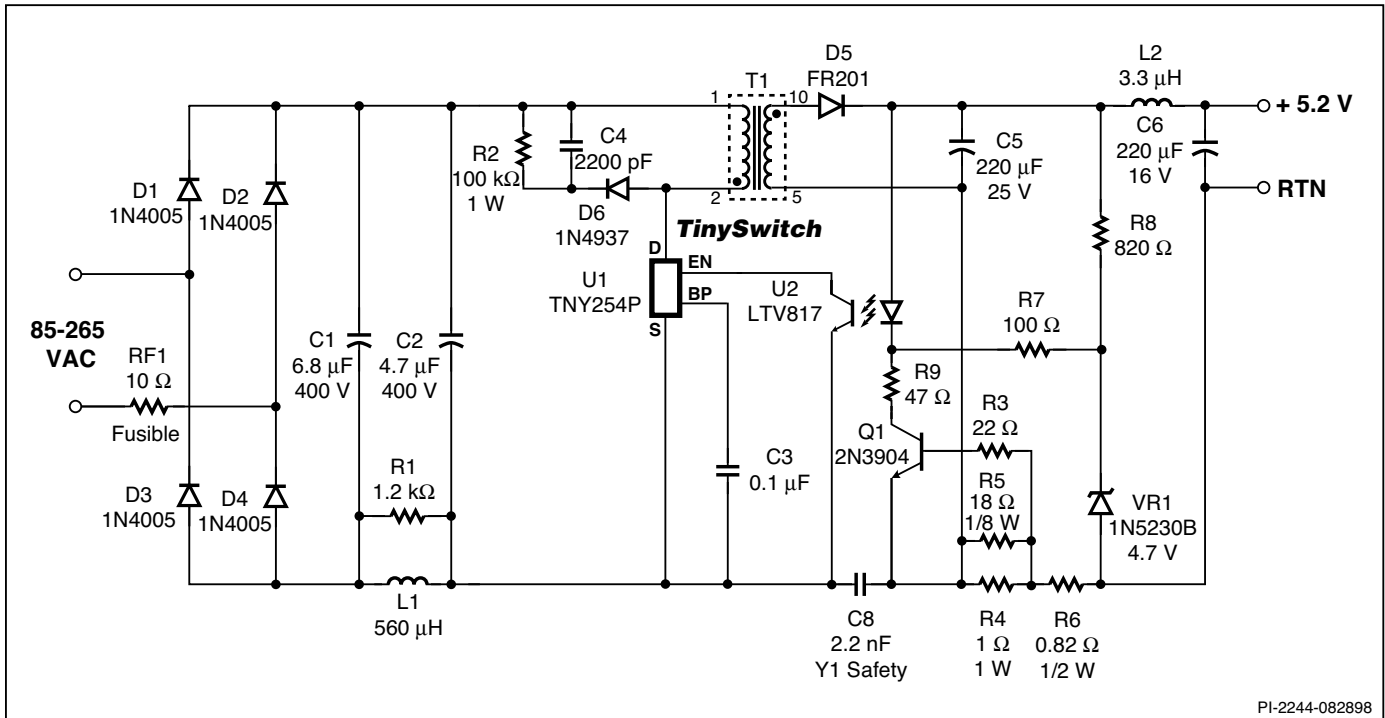 D5
FR201
L2
3.3 µH
T1
1
10
+ 5.2 V
C4
2200 pF
R2
100 kΩ
1 W
C5
220 µF
25 V
C6
220 µF
16 V
D1
1N4005
D2
1N4005
2
5
RTN
D6
1N4937
TinySwitch
R8
820 Ω
D
EN
BP
S
U1
TNY254P
U2
LTV817
R7
100 Ω
85-265
VAC
RF1
10 Ω
Fusible
C1
6.8 µF
400 V
C2
4.7 µF
400 V
R9
47 Ω
R3
22 Ω
Q1
2N3904
C3
0.1 µF
R1
1.2 kΩ
D3
1N4005
D4
1N4005
R5
18 Ω
1/8 W
VR1
1N5230B
4.7 V
L1
560 µH
C8
2.2 nF
Y1 Safety
R4
1 Ω
1 W
R6
0.82 Ω
1/2 W
PI-2244-082898